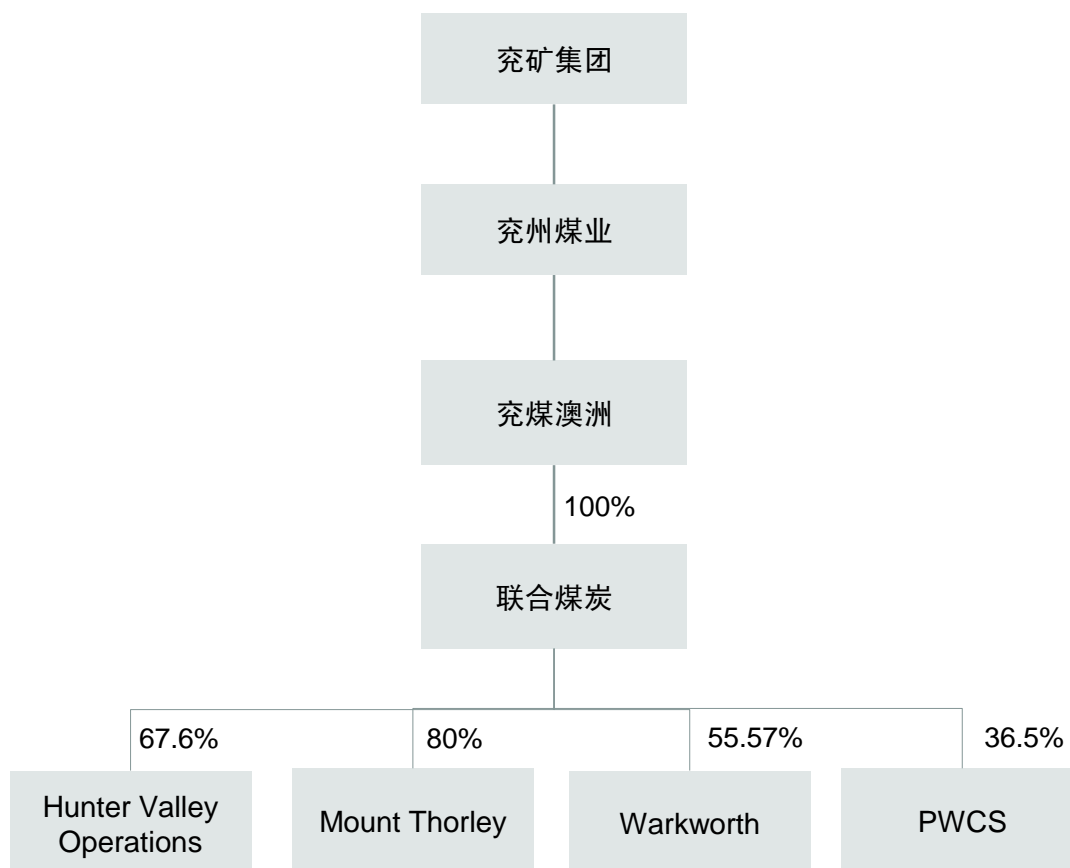 兖矿集团
兖州煤业
兖煤澳洲
100%
联合煤炭
67.6%
80%
55.57%
36.5%
Hunter Valley
Operations
Mount Thorley
Warkworth
PWCS